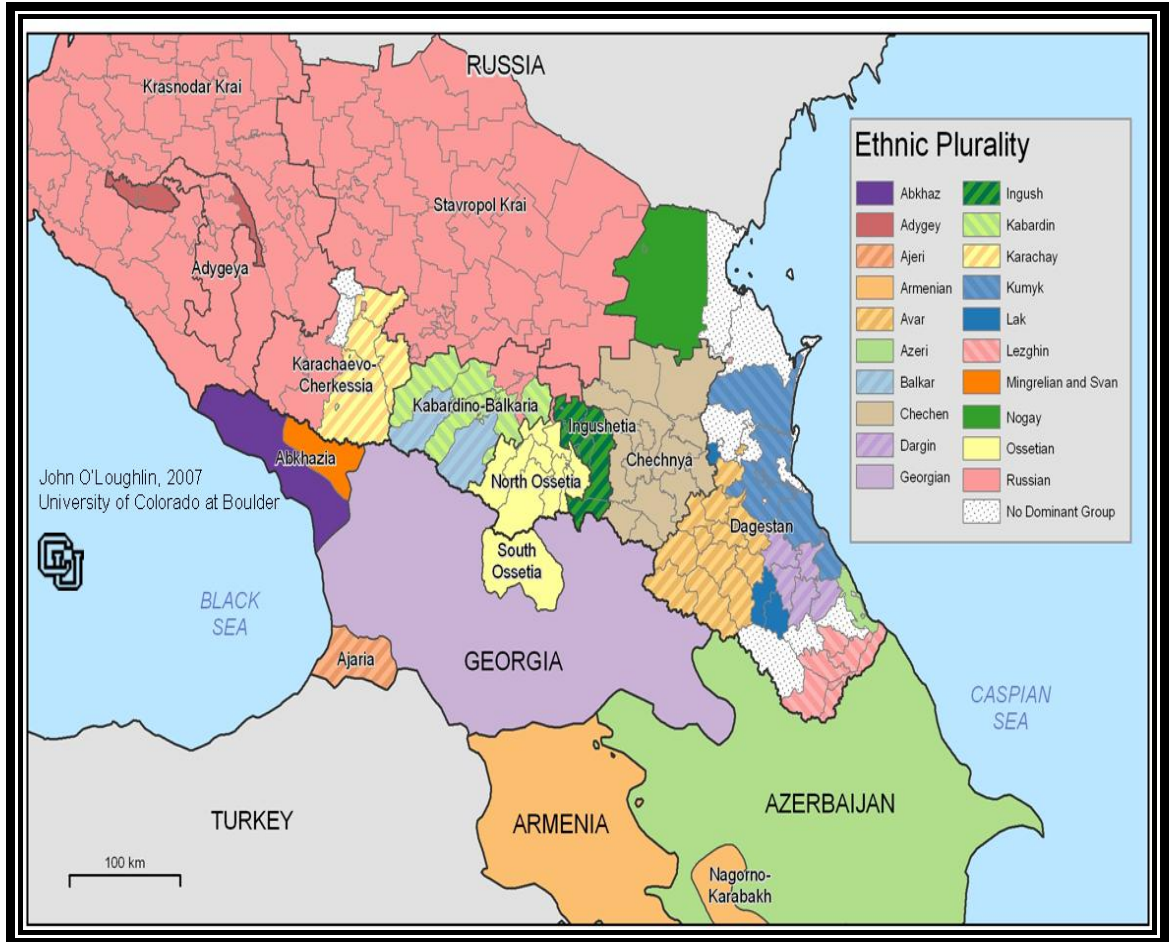 RUSSIA
Krasnodar Krai
Stavropol Krai
Adygeya
Karachaevo-
Cherkessia
Kabardino-Balkaria
Ingushetia
Abkhazia
North Ossetia
Chechnya
South
Ossetia
Dagestan
John O'Loughlin, 2007
University of Colorado at Boulder
CU
BLACK
SEA
Ajaria
GEORGIA
CASPIAN
SEA
TURKEY
ARMENIA
AZERBAIJAN
Nagorno-
Karabakh
100 km
Ethnic Plurality
Abkhaz
Adygey
Ajeri
Armenian
Avar
Azeri
Balkar
Chechen
Dargin
Georgian
Ingush
Kabardin
Karachay
Kumyk
Lak
Lezghin
Mingrelian and Svan
Nogay
Ossetian
Russian
No Dominant Group